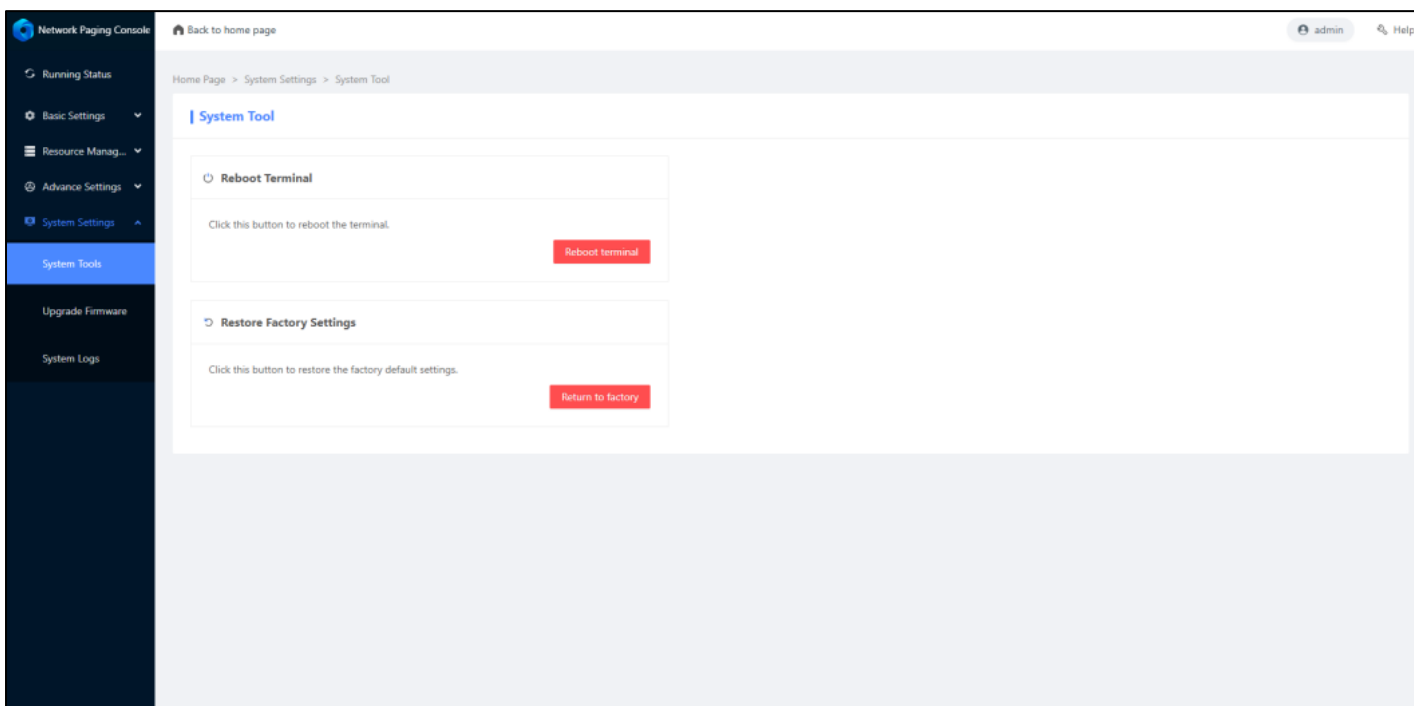 Network Paging Console
Back to home page
admin
Help
Running Status
Home Page > System Settings > System Tool
Basic Settings
System Tool
Resource Manag...
Reboot Terminal
Advance Settings
Click this button to reboot the terminal.
System Settings
Reboot terminal
System Tools
Upgrade Firmware
Restore Factory Settings
System Logs
Click this button to restore the factory default settings.
Return to factory